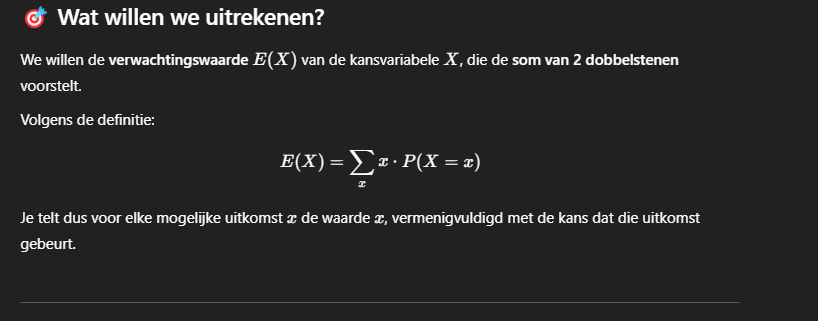 🎯 Wat willen we uitrekenen?
We willen de verwachtingswaarde E(X) van de kansvariabele X, die de som van 2 dobbelstenen
voorstelt.
Volgens de definitie:
E(X) = ∑ x · P(X = x)
x
Je telt dus voor elke mogelijke uitkomst x de waarde x, vermenigvuldigd met de kans dat die uitkomst
gebeurt.